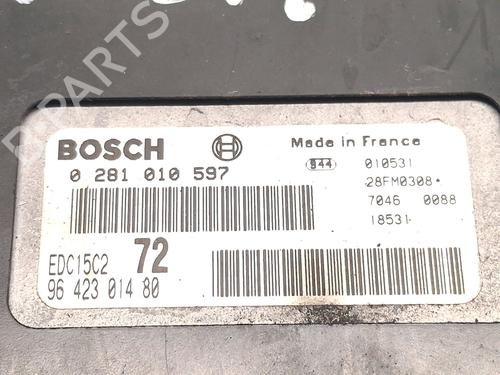 B-PARTS
BOSCH
Made in France
0 281 010 597
844 010531
28FM0308*
7046 0088
18531
EDC15C2 72
96 423 014 80